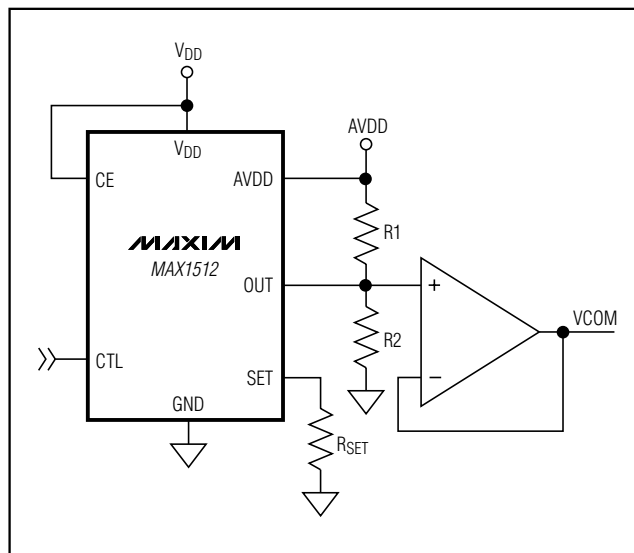 VDD
VDD
AVDD
CE
AVDD
R1
MAXIM
MAX1512
OUT
+
VCOM
R2
CTL
−
SET
GND
RSET